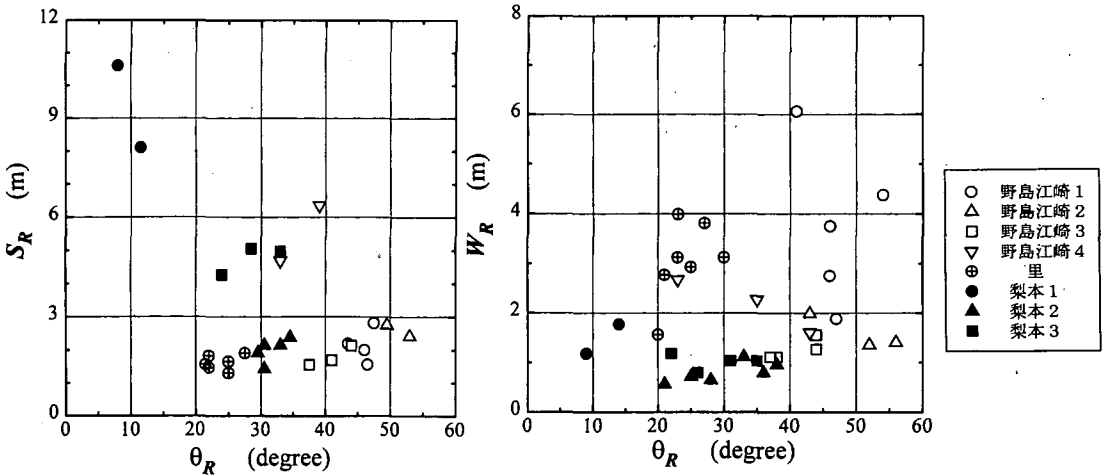 12
9
6
3
0
S_R (m)
0 10 20 30 40 50 60
θ_R (degree)
8
6
4
2
0
W_R (m)
0 10 20 30 40 50 60
θ_R (degree)
野島江崎 1
野島江崎 2
野島江崎 3
野島江崎 4
里
梨本 1
梨本 2
梨本 3